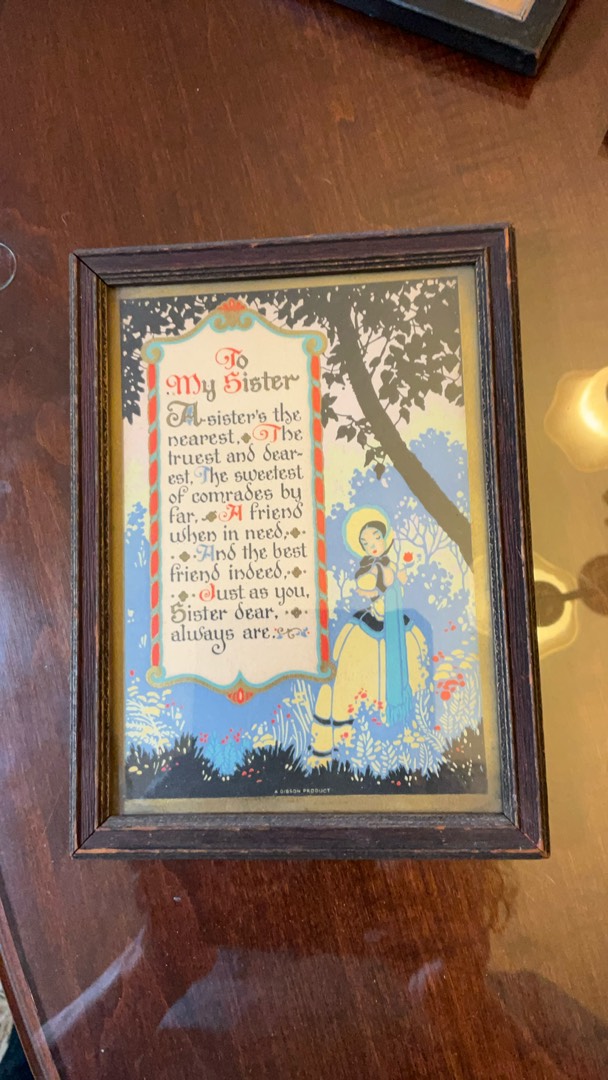 To
My Sister
A sister's the
nearest, The
truest and dear-
est, The sweetest
of comrades by
far, A friend
when in need,
And the best
friend indeed,
Just as you,
Sister dear,
always are.
A GIBSON PRODUCT